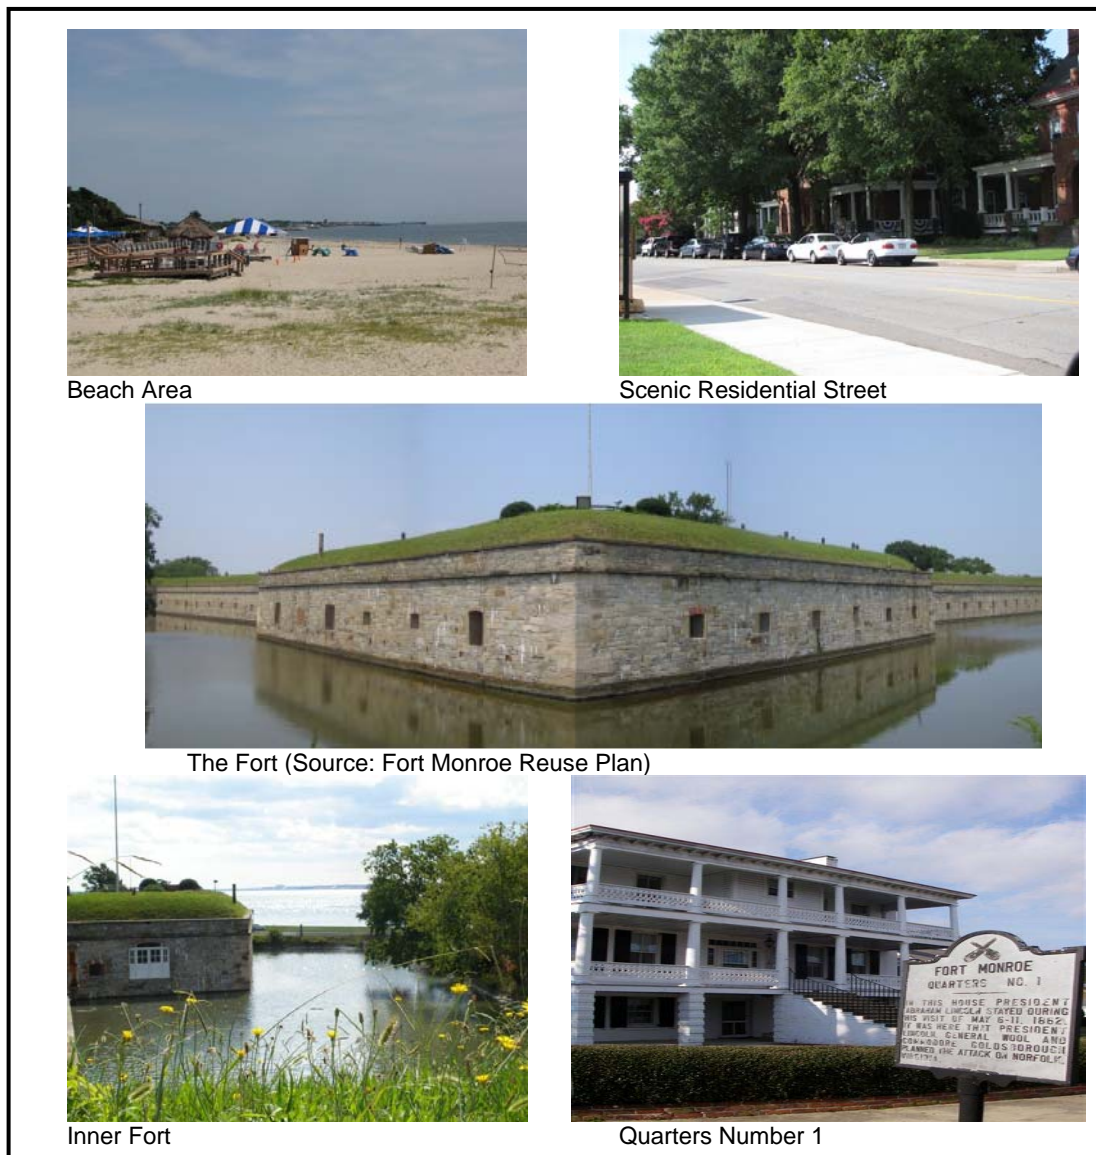 Beach Area
Scenic Residential Street
The Fort (Source: Fort Monroe Reuse Plan)
FORT MONROE
QUARTERS NO. 1
IN THIS HOUSE PRESIDENT
ABRAHAM LINCOLN STAYED DURING
HIS VISIT OF MAY 6-11, 1862.
IT WAS HERE THAT PRESIDENT
LINCOLN, GENERAL WOOL AND
COMMODORE GOLDSBOROUGH
PLANNED THE ATTACK ON NORFOLK,
VIRGINIA.
Inner Fort
Quarters Number 1